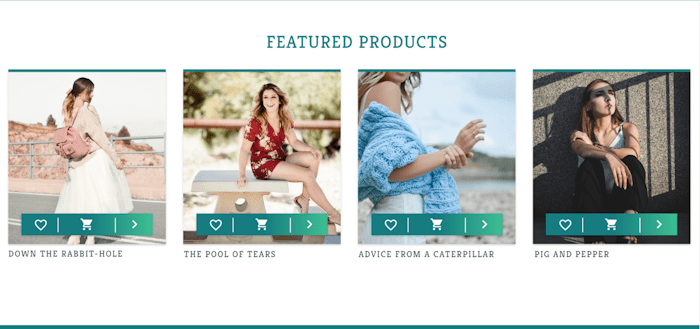 FEATURED PRODUCTS
DOWN THE RABBIT-HOLE
THE POOL OF TEARS
ADVICE FROM A CATERPILLAR
PIG AND PEPPER